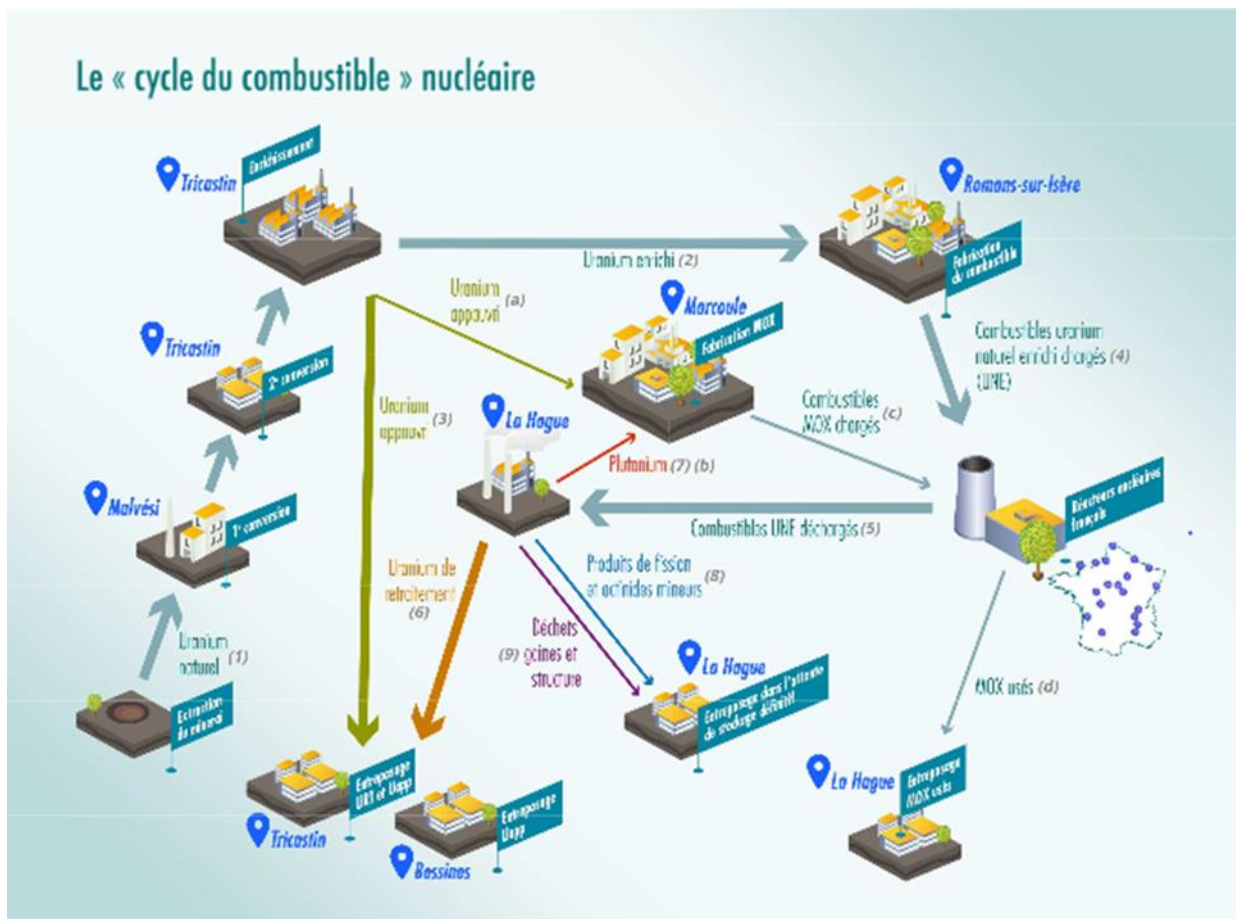 Le « cycle du combustible » nucléaire
Tricastin
Enrichissement
Romans-sur-Isère
Fabrication
du combustible
Uranium enrichi (2)
Uranium
appauvri
(a)
Marcoule
Fabrication MOX
Combustibles uranium
naturel enrichi chargés (4)
(UNE)
Tricastin
2e conversion
Uranium
appauvri
(3)
La Hague
Combustibles
MOX chargés
(c)
Plutonium (7) (b)
Malvési
1e conversion
Combustibles UNE déchargés (5)
Réacteurs nucléaires
français
Uranium de
retraitement
(6)
Produits de fission
et actinides mineurs
(8)
Déchets
(9) gaines et
structure
Uranium
naturel
(1)
Extraction
du minerai
La Hague
Entreposage dans l'attente
de stockage définitif
MOX usés (d)
Entreposage
URT et Uapp
Tricastin
Entreposage
Uapp
Bessines
La Hague
Entreposage
MOX usés